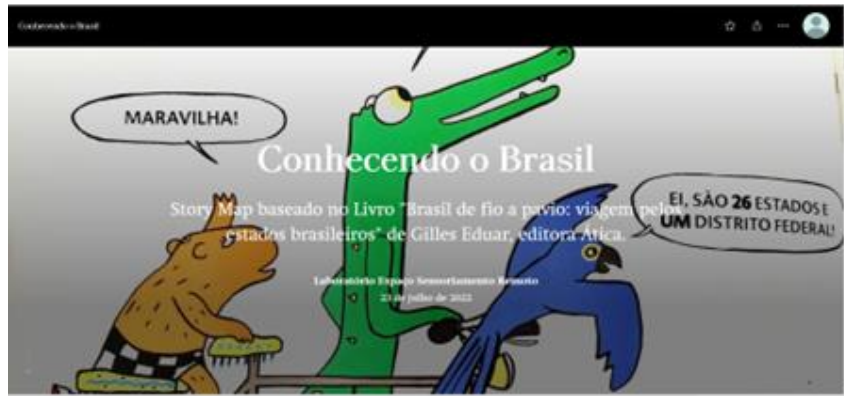 Conhecendo o Brasil
MARAVILHA!
Conhecendo o Brasil
Story Map baseado no Livro "Brasil de fio a pavio: viagem pelos
estados brasileiros" de Gilles Eduar, editora Ática.
EI, SÃO 26 ESTADOS E
UM DISTRITO FEDERAL!
Laboratório Espaço Sensoriamento Remoto
23 de julho de 2022